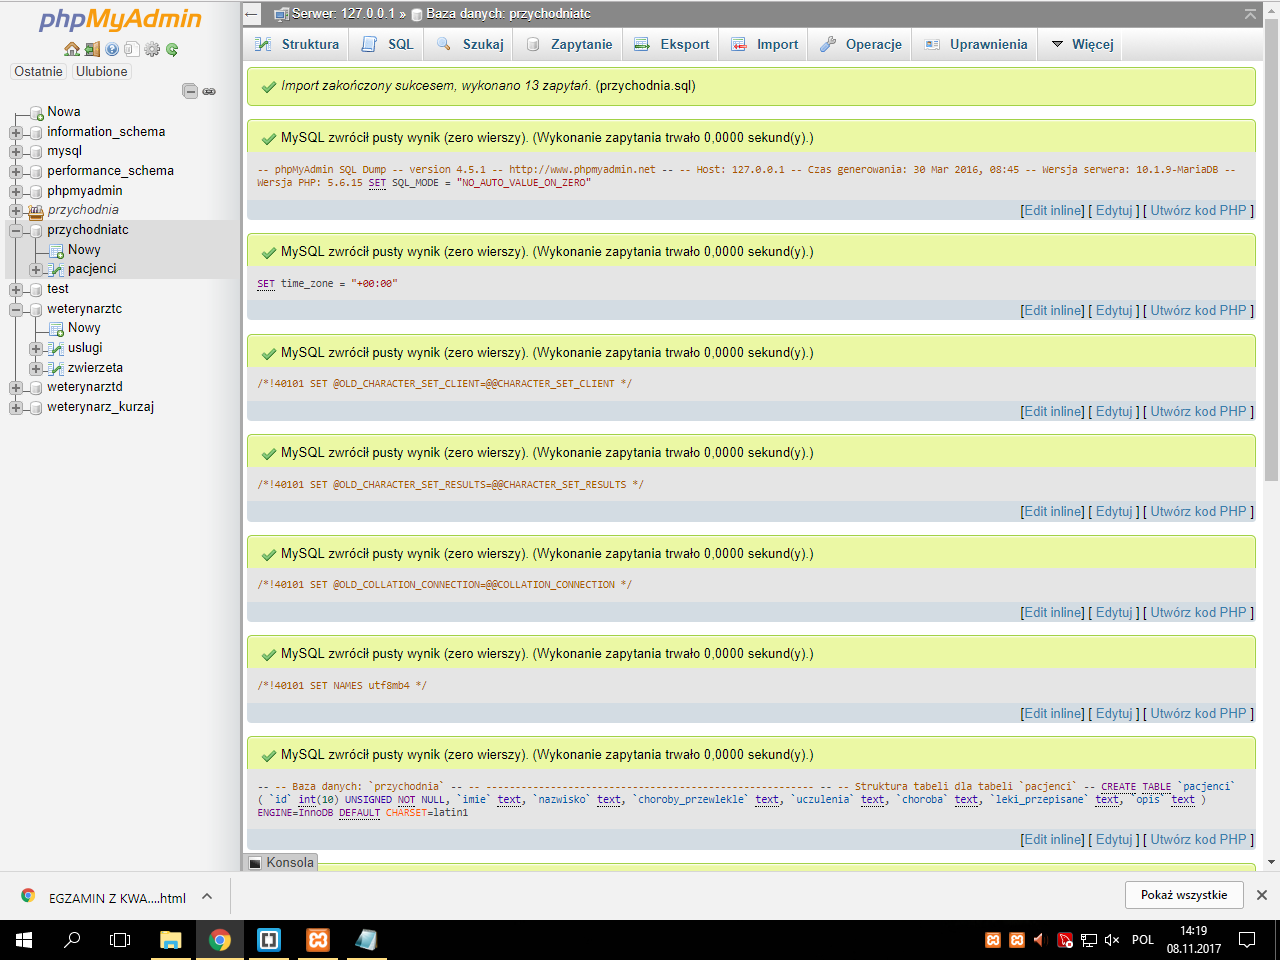 phpMyAdmin
Ostatnie Ulubione
Nowa
information_schema
mysql
performance_schema
phpmyadmin
przychodnia
przychodniatc
Nowy
pacjenci
test
weterynarztc
Nowy
uslugi
zwierzeta
weterynarztd
weterynarz_kurzaj
Serwer: 127.0.0.1 » Baza danych: przychodniatc
Struktura SQL Szukaj Zapytanie Eksport Import Operacje Uprawnienia Więcej
Import zakończony sukcesem, wykonano 13 zapytań. (przychodnia.sql)
MySQL zwrócił pusty wynik (zero wierszy). (Wykonanie zapytania trwało 0,0000 sekund(y).)
-- phpMyAdmin SQL Dump -- version 4.5.1 -- http://www.phpmyadmin.net -- -- Host: 127.0.0.1 -- Czas generowania: 30 Mar 2016, 08:45 -- Wersja serwera: 10.1.9-MariaDB --
Wersja PHP: 5.6.15 SET SQL_MODE = "NO_AUTO_VALUE_ON_ZERO"
[Edit inline] [ Edytuj ] [ Utwórz kod PHP ]
MySQL zwrócił pusty wynik (zero wierszy). (Wykonanie zapytania trwało 0,0000 sekund(y).)
SET time_zone = "+00:00"
[Edit inline] [ Edytuj ] [ Utwórz kod PHP ]
MySQL zwrócił pusty wynik (zero wierszy). (Wykonanie zapytania trwało 0,0000 sekund(y).)
/*!40101 SET @OLD_CHARACTER_SET_CLIENT=@@CHARACTER_SET_CLIENT */
[Edit inline] [ Edytuj ] [ Utwórz kod PHP ]
MySQL zwrócił pusty wynik (zero wierszy). (Wykonanie zapytania trwało 0,0000 sekund(y).)
/*!40101 SET @OLD_CHARACTER_SET_RESULTS=@@CHARACTER_SET_RESULTS */
[Edit inline] [ Edytuj ] [ Utwórz kod PHP ]
MySQL zwrócił pusty wynik (zero wierszy). (Wykonanie zapytania trwało 0,0000 sekund(y).)
/*!40101 SET @OLD_COLLATION_CONNECTION=@@COLLATION_CONNECTION */
[Edit inline] [ Edytuj ] [ Utwórz kod PHP ]
MySQL zwrócił pusty wynik (zero wierszy). (Wykonanie zapytania trwało 0,0000 sekund(y).)
/*!40101 SET NAMES utf8mb4 */
[Edit inline] [ Edytuj ] [ Utwórz kod PHP ]
MySQL zwrócił pusty wynik (zero wierszy). (Wykonanie zapytania trwało 0,0000 sekund(y).)
-- -- Baza danych: `przychodnia` -- -- -------------------------------------------------------- -- -- Struktura tabeli dla tabeli `pacjenci` -- CREATE TABLE `pacjenci`
( `id` int(10) UNSIGNED NOT NULL, `imie` text, `nazwisko` text, `choroby_przewlekle` text, `uczulenia` text, `choroba` text, `leki_przepisane` text, `opis` text )
ENGINE=InnoDB DEFAULT CHARSET=latin1
[Edit inline] [ Edytuj ] [ Utwórz kod PHP ]
Konsola
EGZAMIN Z KWA....html
Pokaż wszystkie
POL
14:19
08.11.2017